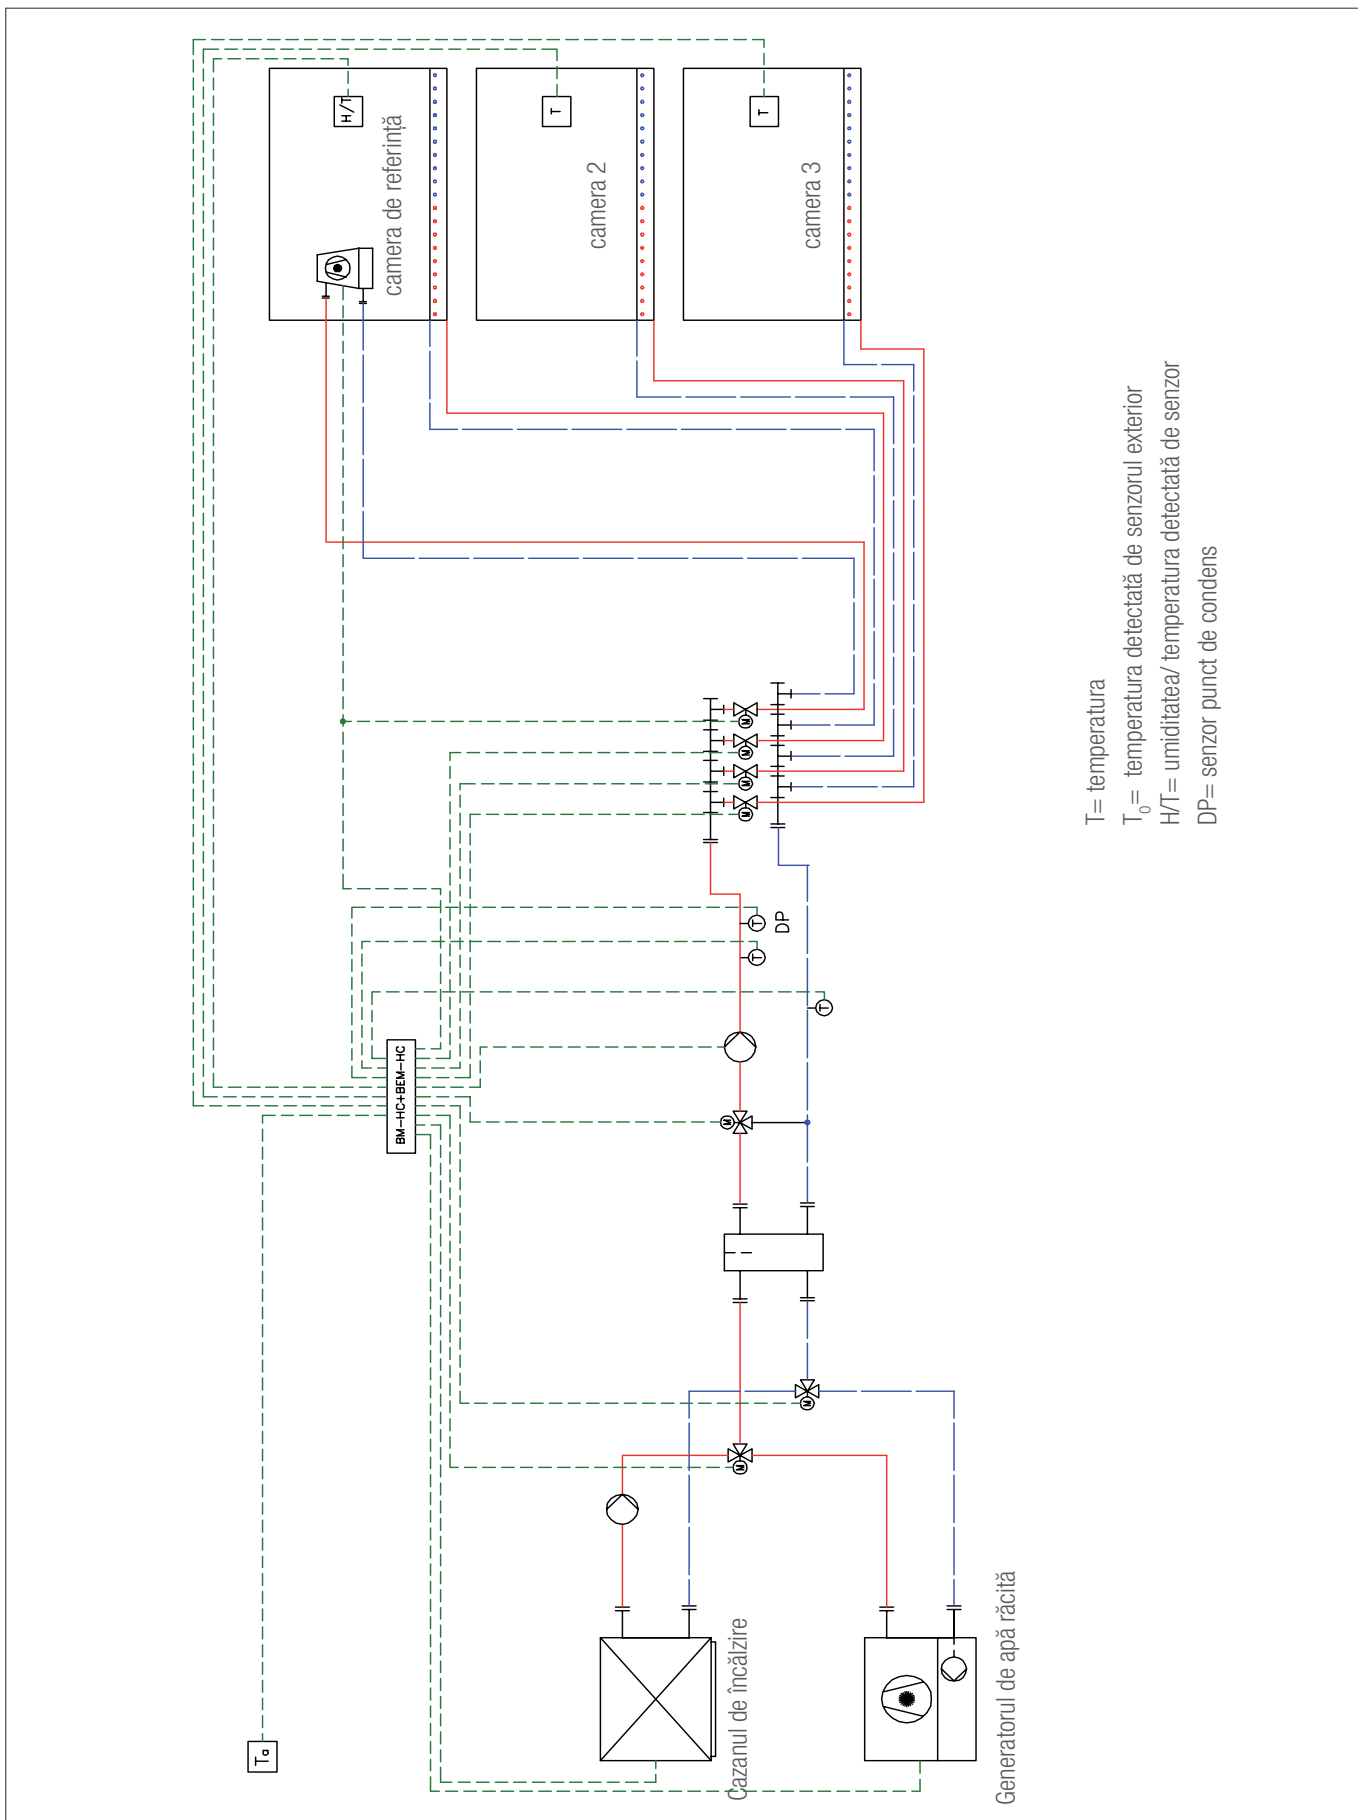 H/T
T
T
camera de referință
camera 2
camera 3
M
M
M
M
T
T
DP
T
BM-HC+BEM-HC
M
M
M
Ta
Cazanul de încălzire
Generatorul de apă răcită
T= temperatura
T₀= temperatura detectată de senzorul exterior
H/T= umiditatea/ temperatura detectată de senzor
DP= senzor punct de condens